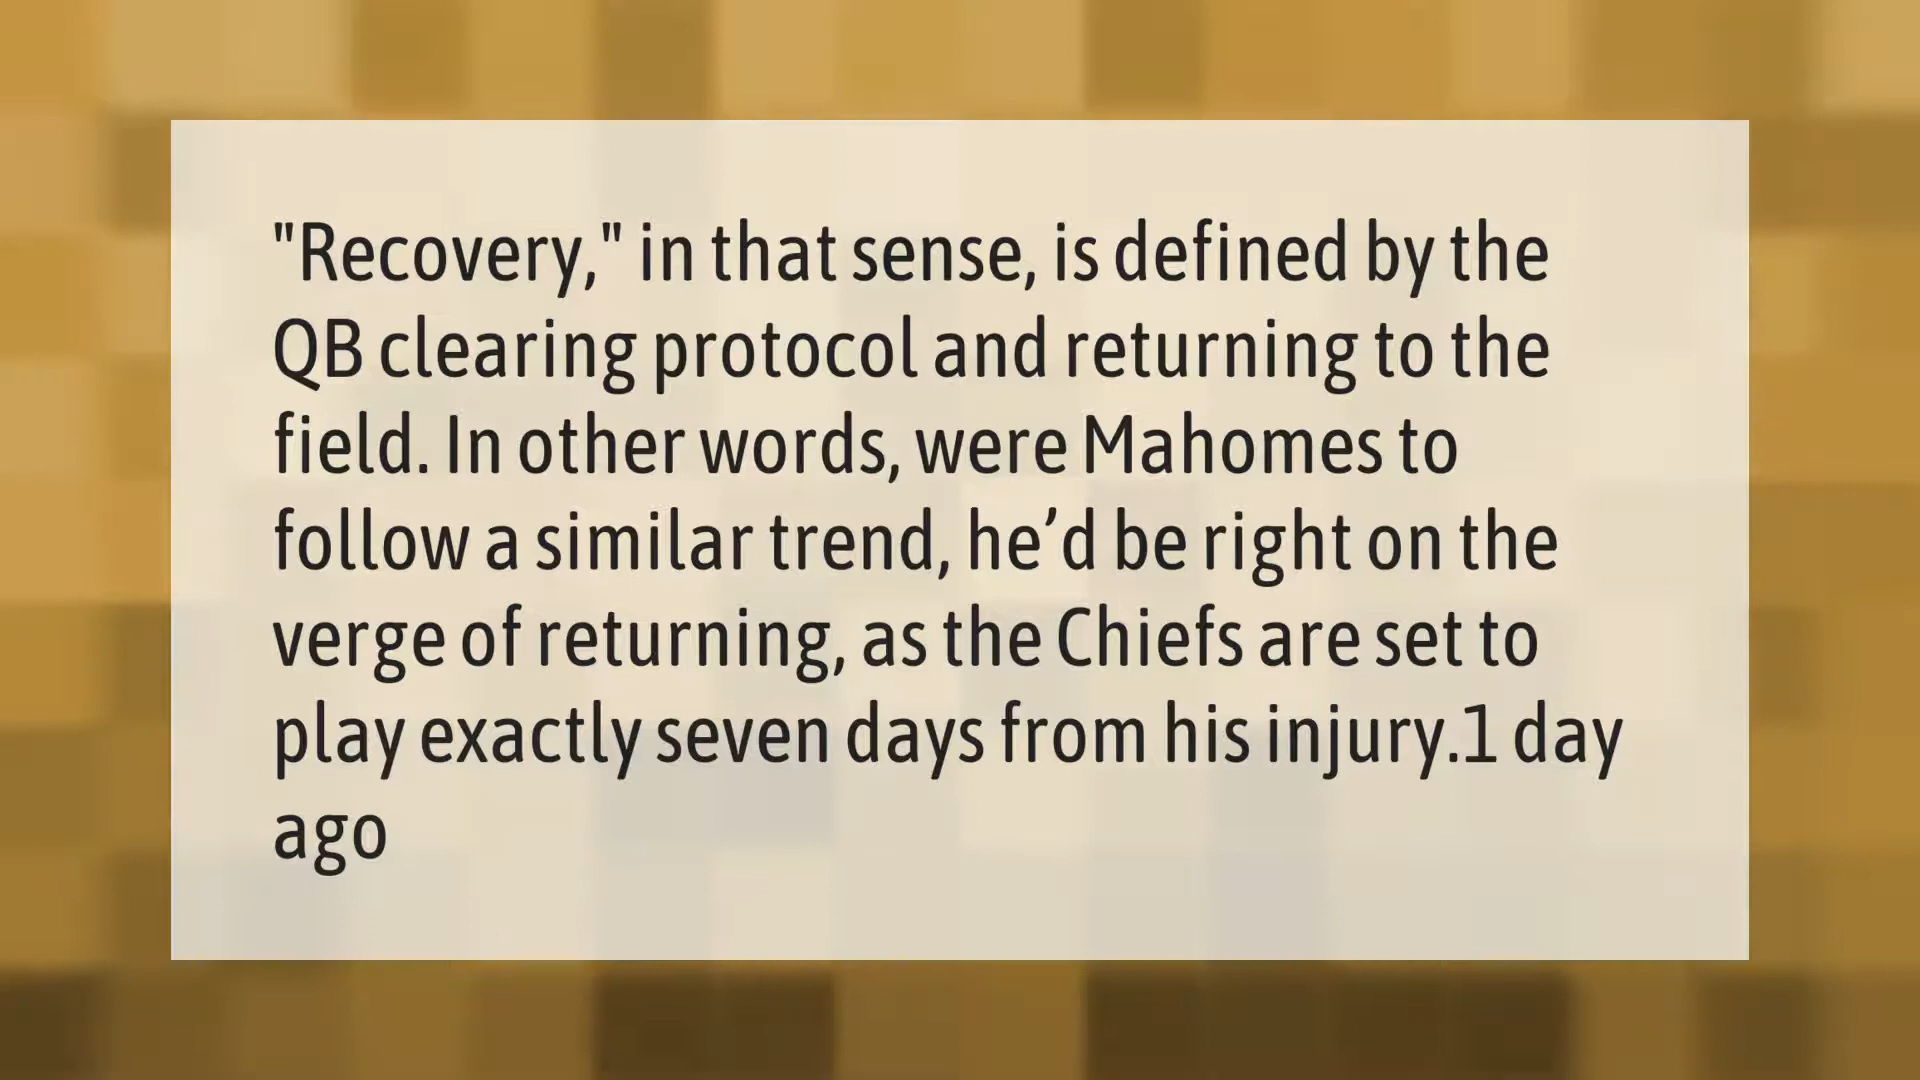 "Recovery," in that sense, is defined by the
QB clearing protocol and returning to the
field. In other words, were Mahomes to
follow a similar trend, he’d be right on the
verge of returning, as the Chiefs are set to
play exactly seven days from his injury.1 day
ago